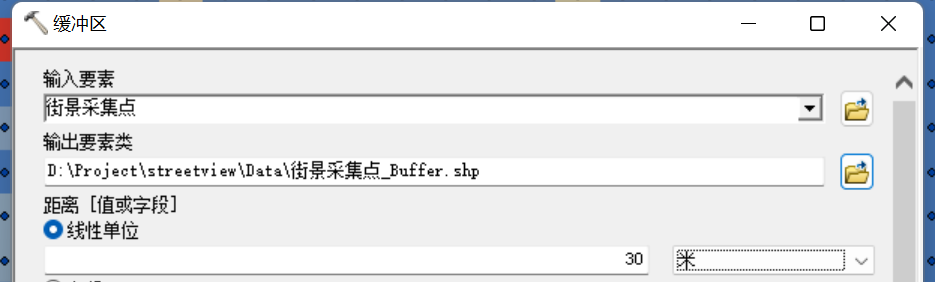 缓冲区
输入要素
街景采集点
输出要素类
D:\Project\streetview\Data\街景采集点_Buffer.shp
距离 [值或字段]
线性单位
30 米